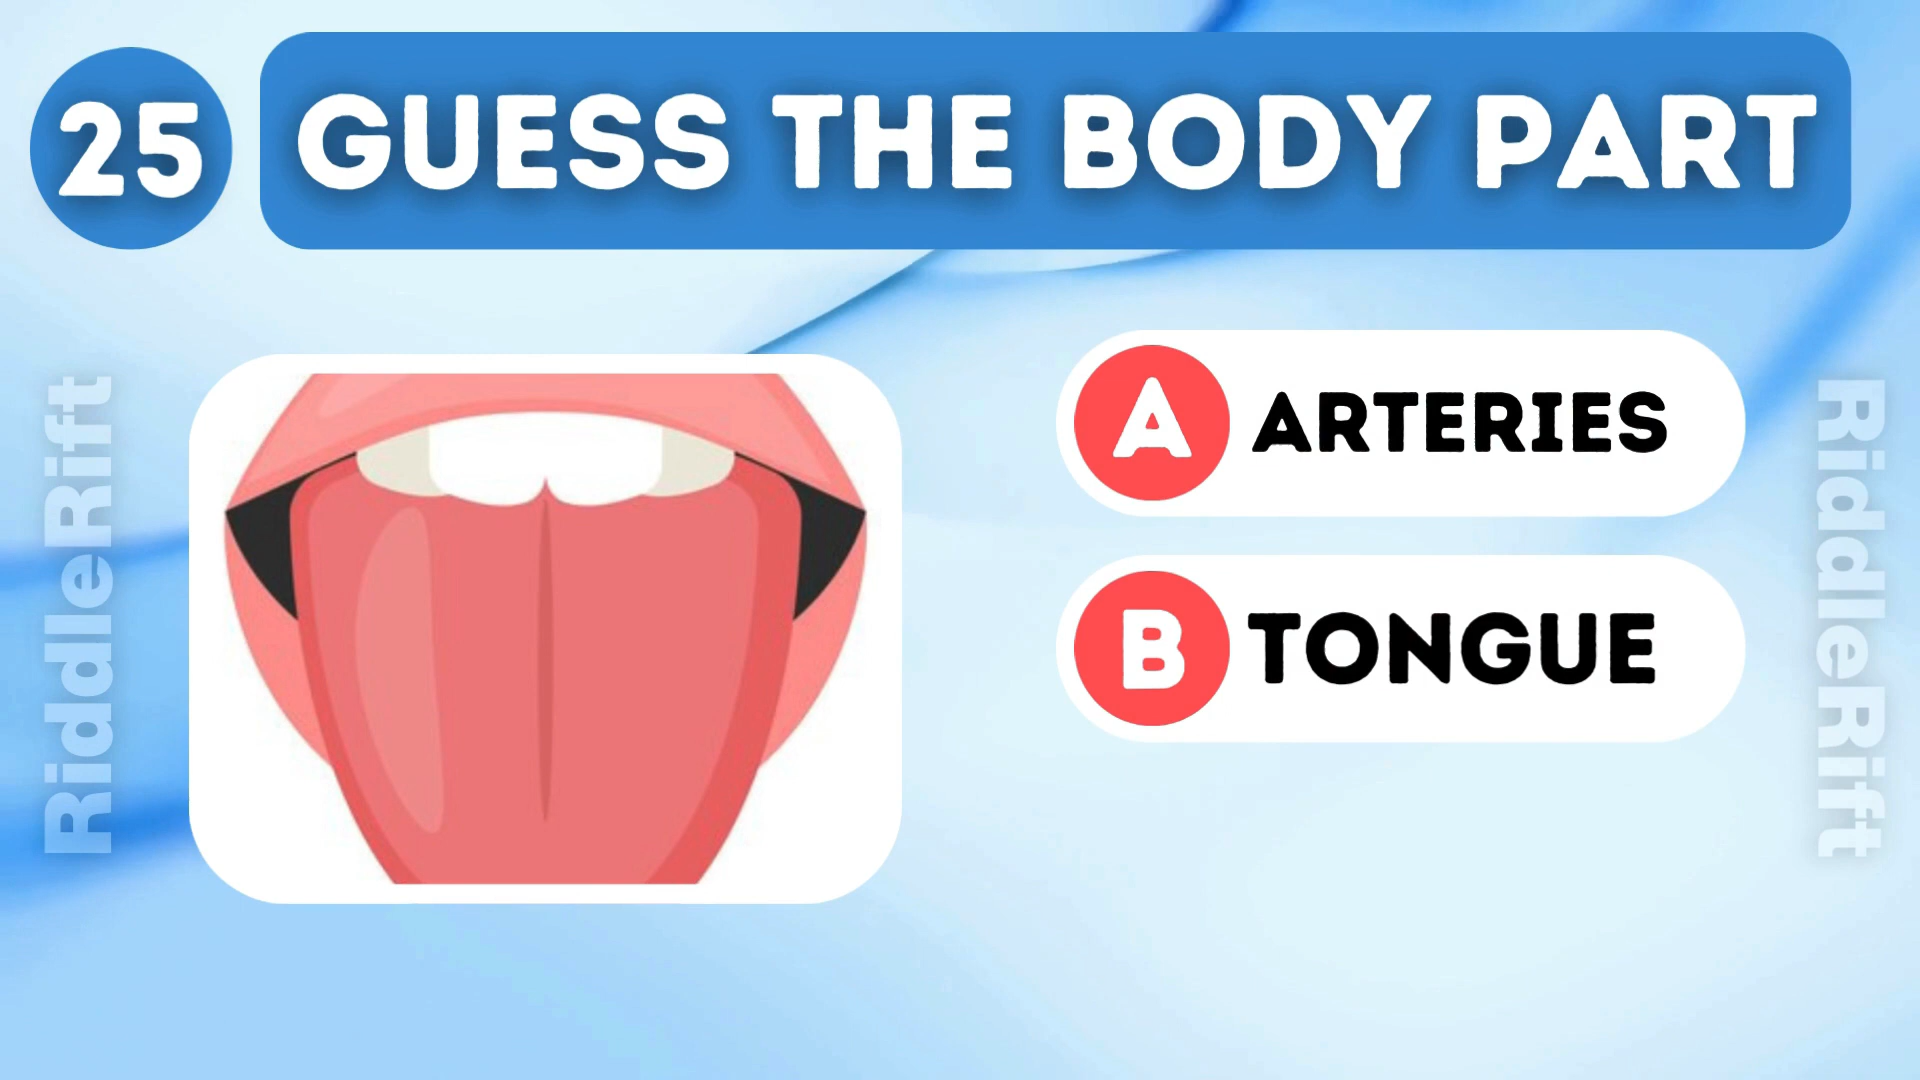 25
GUESS THE BODY PART
RiddleRift
A ARTERIES
B TONGUE
RiddleRift